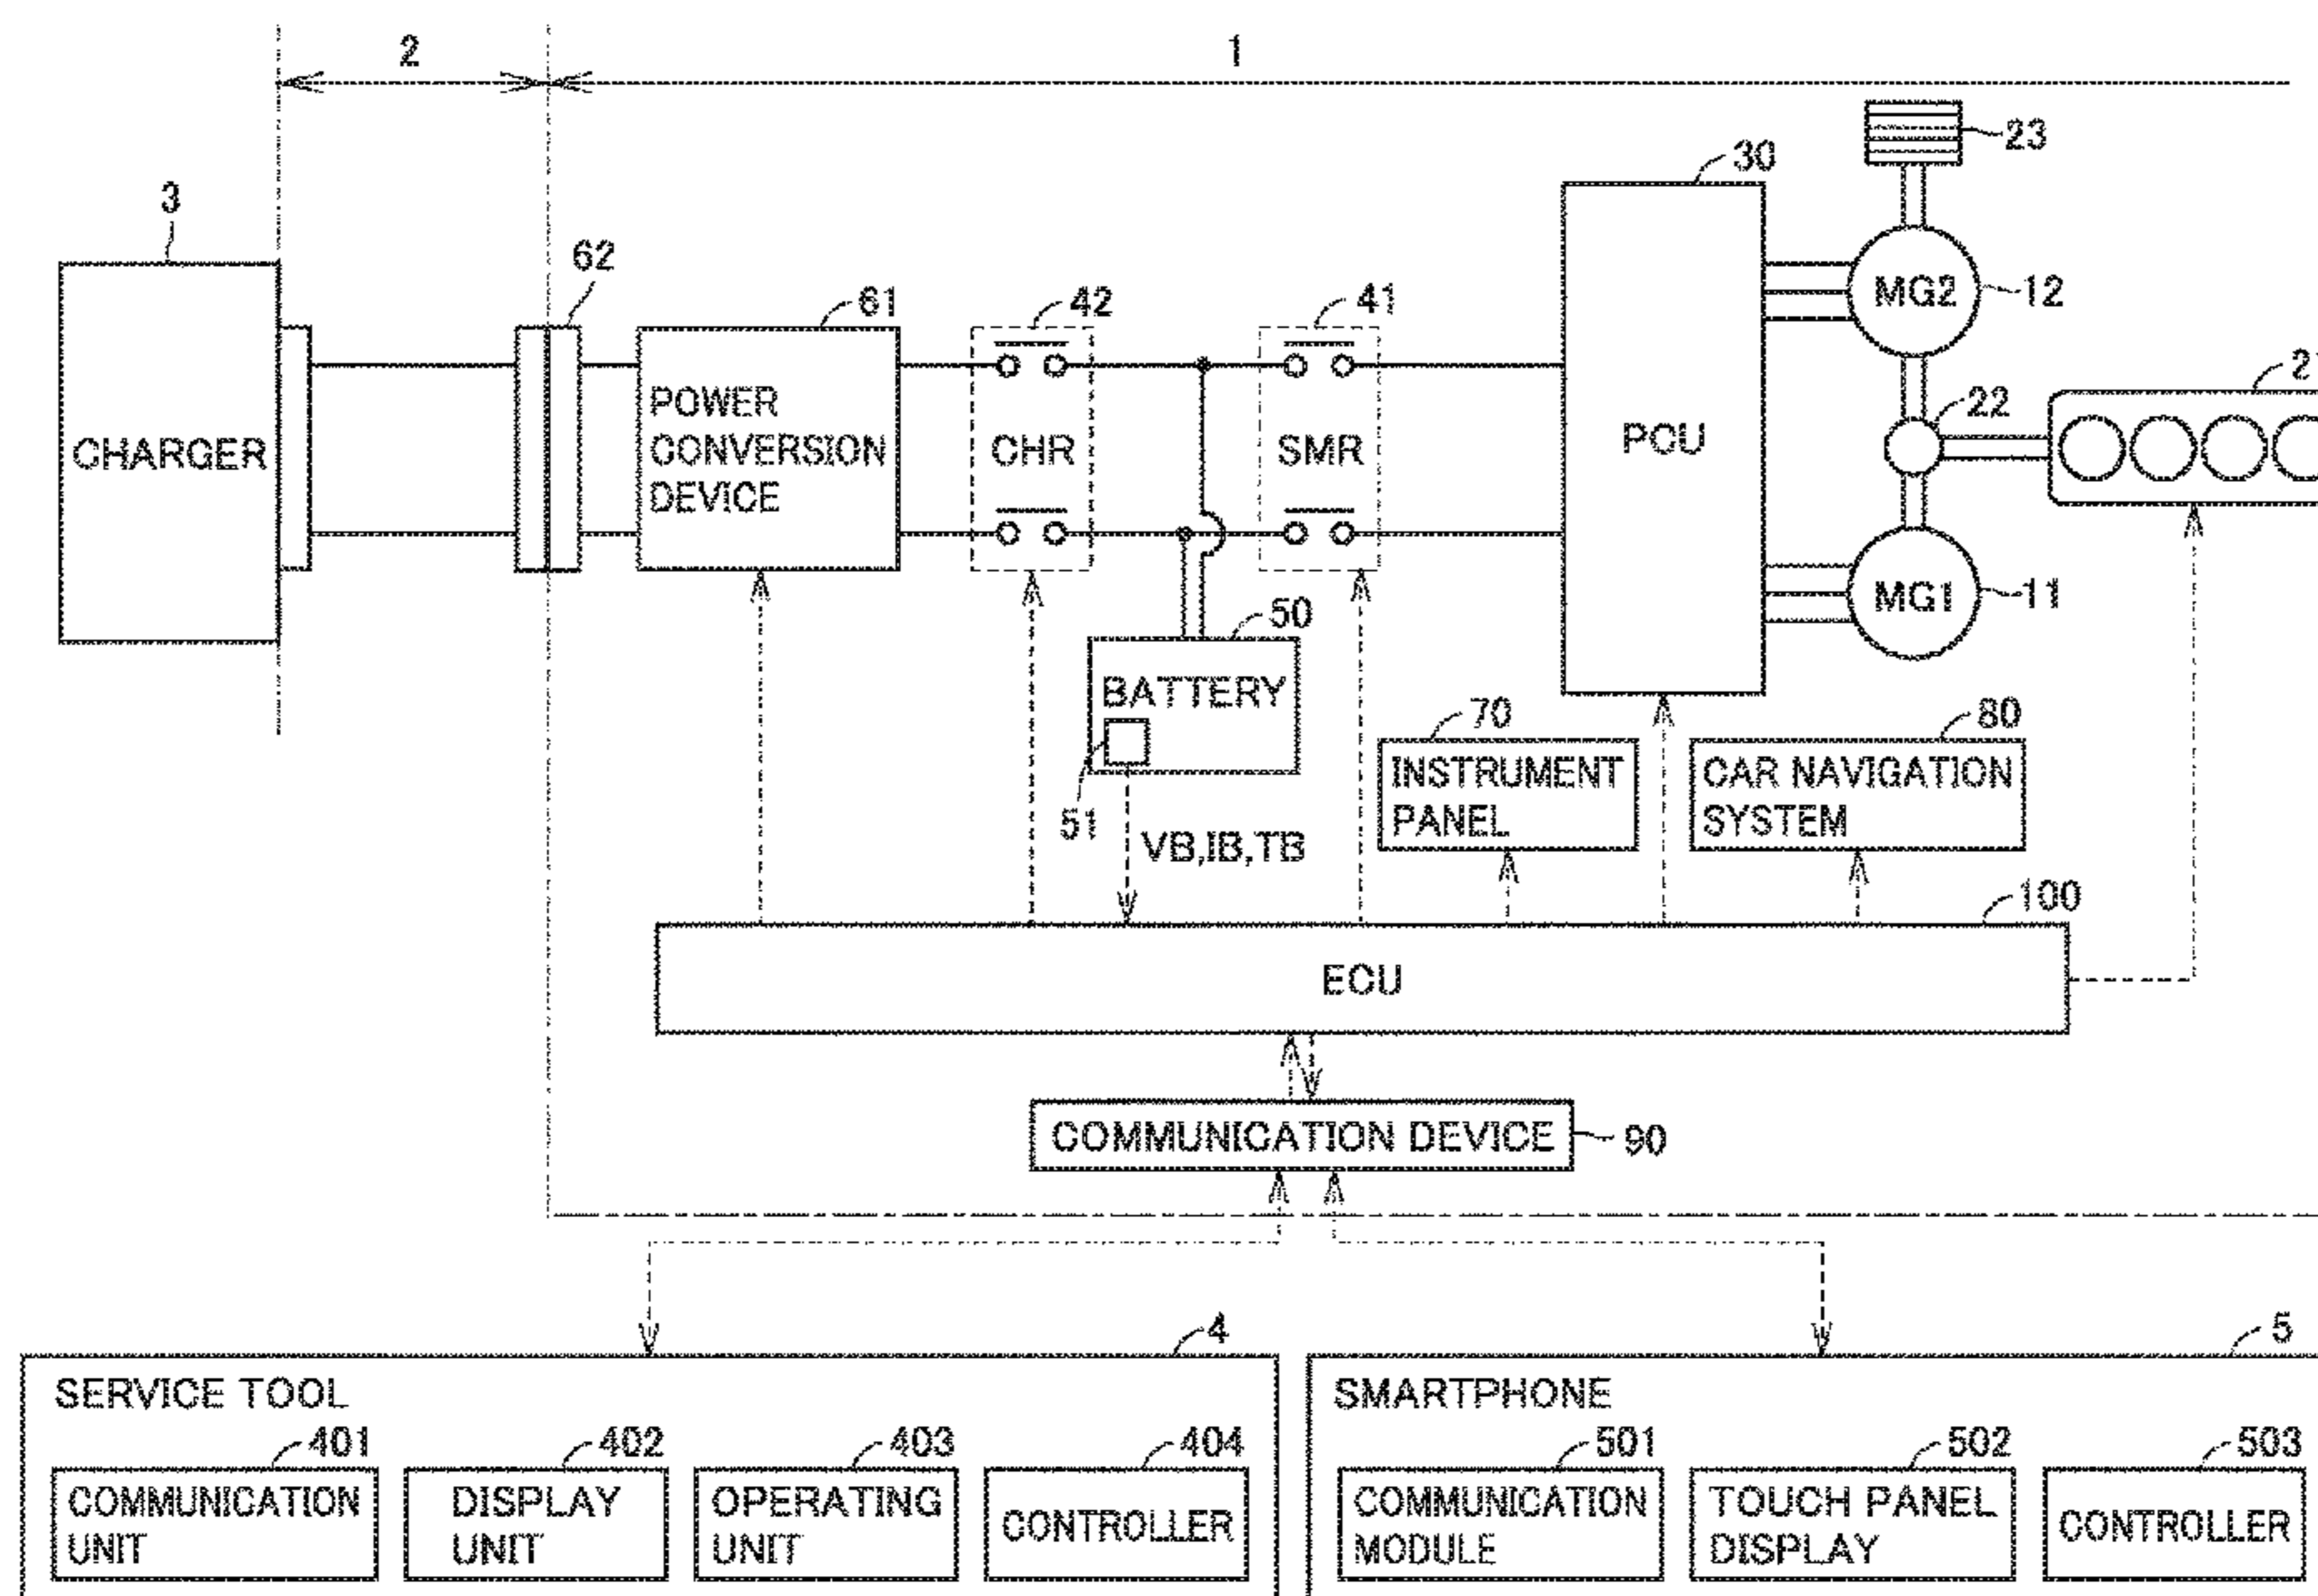 2
1
23
30
3
62
61
42
41
MG2
12
POWER
CONVERSION
DEVICE
CHARGER
CHR
SMR
PCU
22
MG1
11
50
BATTERY
51
VB,IB,TB
70
INSTRUMENT
PANEL
80
CAR NAVIGATION
SYSTEM
100
ECU
COMMUNICATION DEVICE
90
4
SERVICE TOOL
401
COMMUNICATION
UNIT
402
DISPLAY
UNIT
403
OPERATING
UNIT
404
CONTROLLER
5
SMARTPHONE
501
COMMUNICATION
MODULE
502
TOUCH PANEL
DISPLAY
503
CONTROLLER